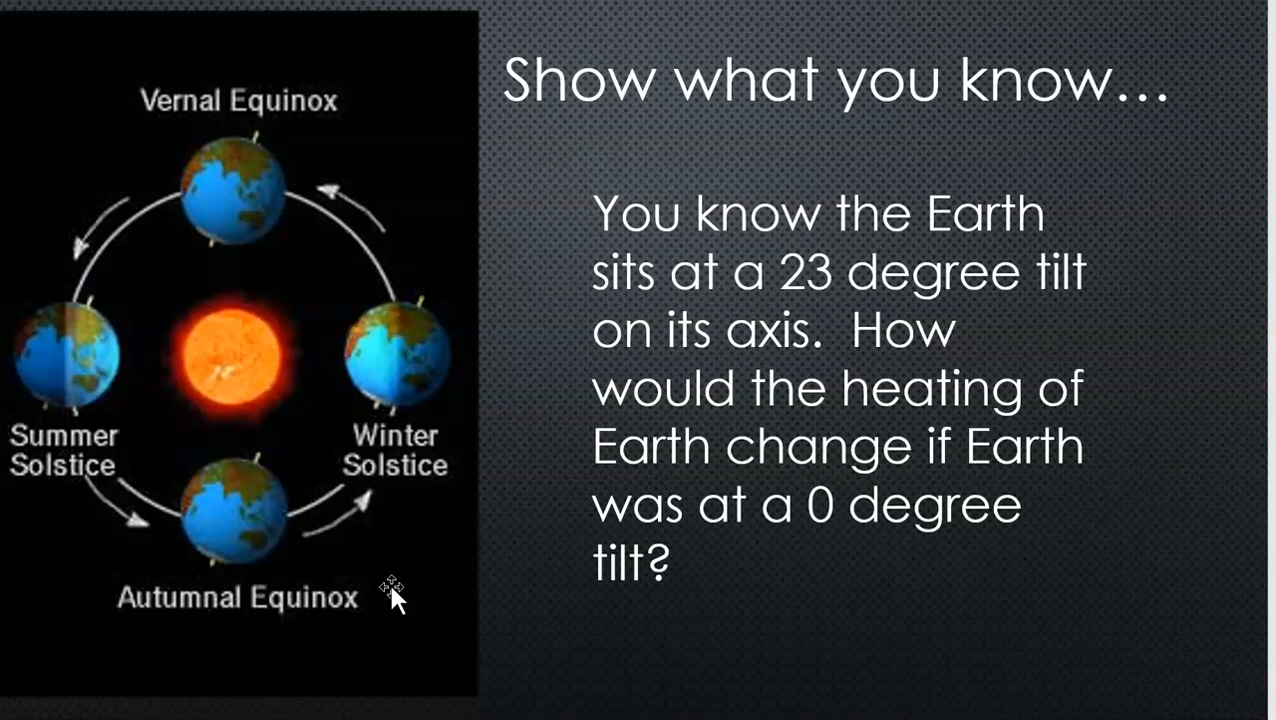 Show what you know…
Vernal Equinox
You know the Earth
sits at a 23 degree tilt
on its axis.  How
would the heating of
Earth change if Earth
was at a 0 degree
tilt?
Summer
Solstice
Winter
Solstice
Autumnal Equinox